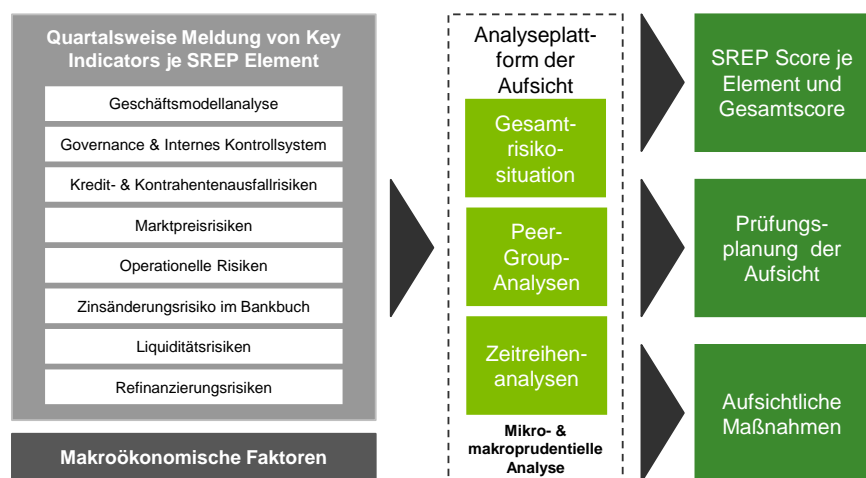 Quartalsweise Meldung von Key
Indicators je SREP Element
Geschäftsmodellanalyse
Governance & Internes Kontrollsystem
Kredit- & Kontrahentenausfallrisiken
Marktpreisrisiken
Operationelle Risiken
Zinsänderungsrisiko im Bankbuch
Liquiditätsrisiken
Refinanzierungsrisiken
Makroökonomische Faktoren
Analyseplatt-
form der
Aufsicht
Gesamt-
risiko-
situation
Peer-
Group-
Analysen
Zeitreihen-
analysen
Mikro- &
makroprudentielle
Analyse
SREP Score je
Element und
Gesamtscore
Prüfungs-
planung der
Aufsicht
Aufsichtliche
Maßnahmen